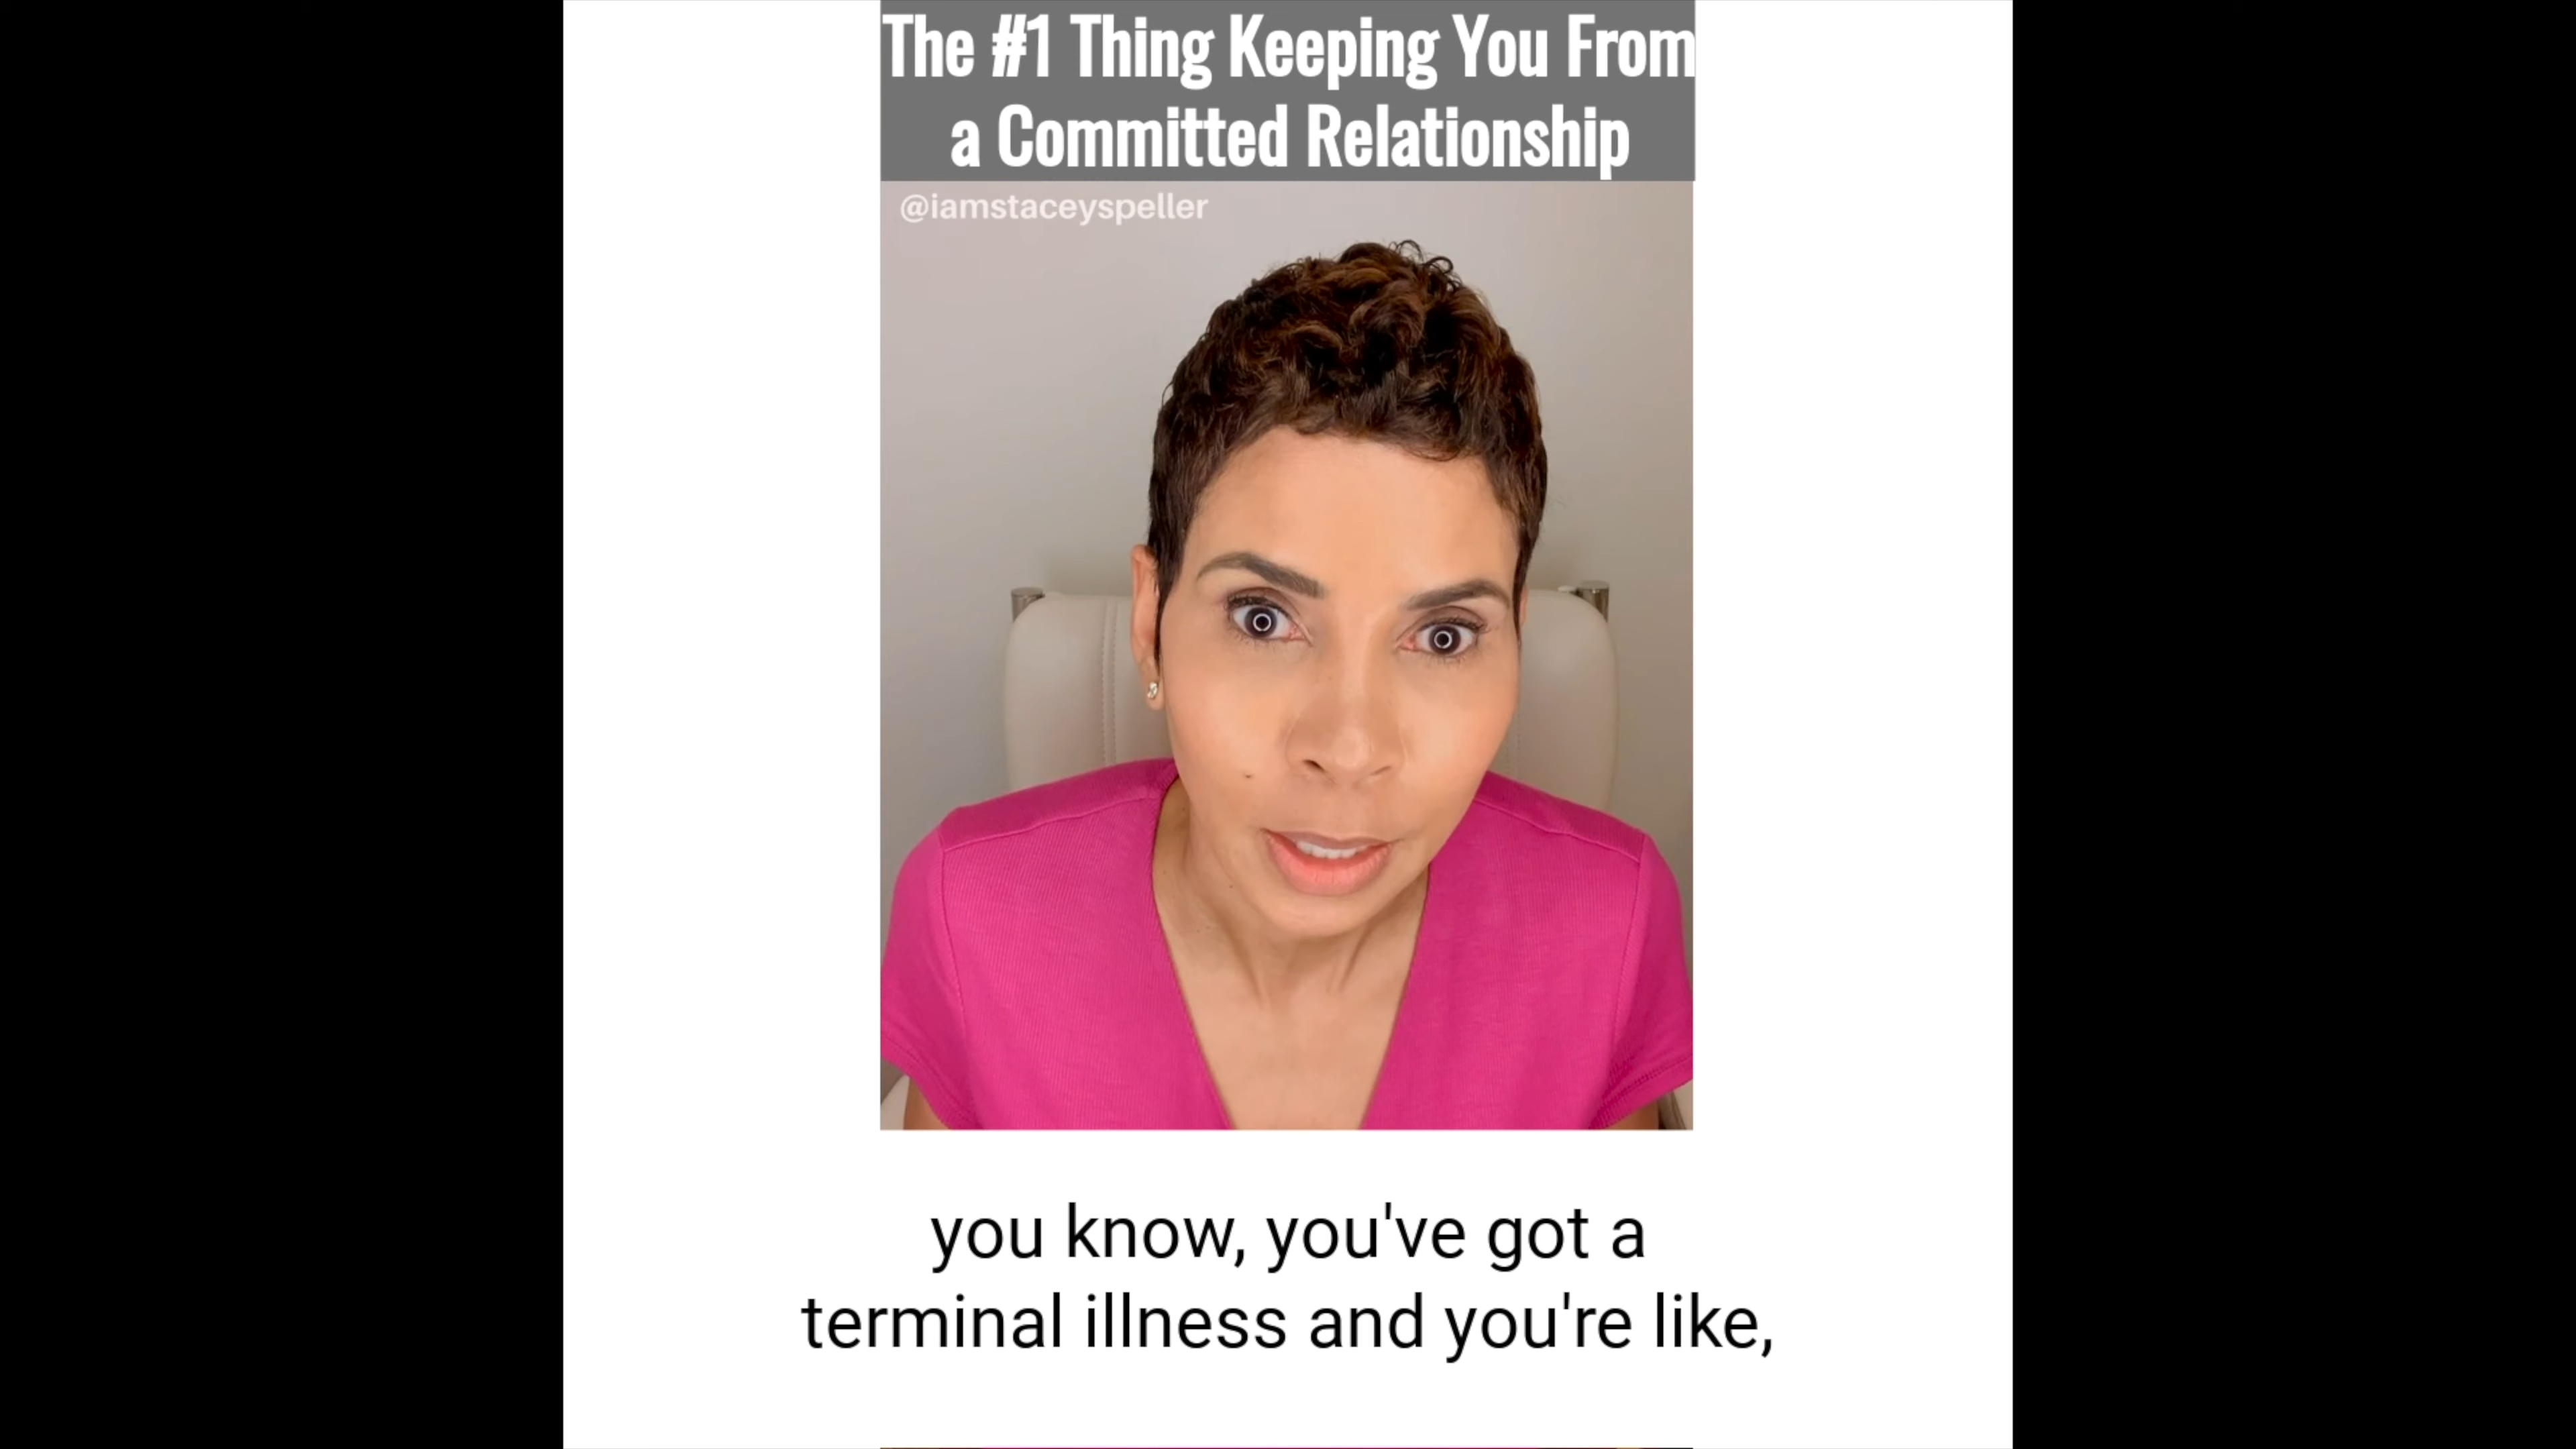 The #1 Thing Keeping You From
a Committed Relationship
@iamstaceyspeller
you know, you've got a
terminal illness and you're like,